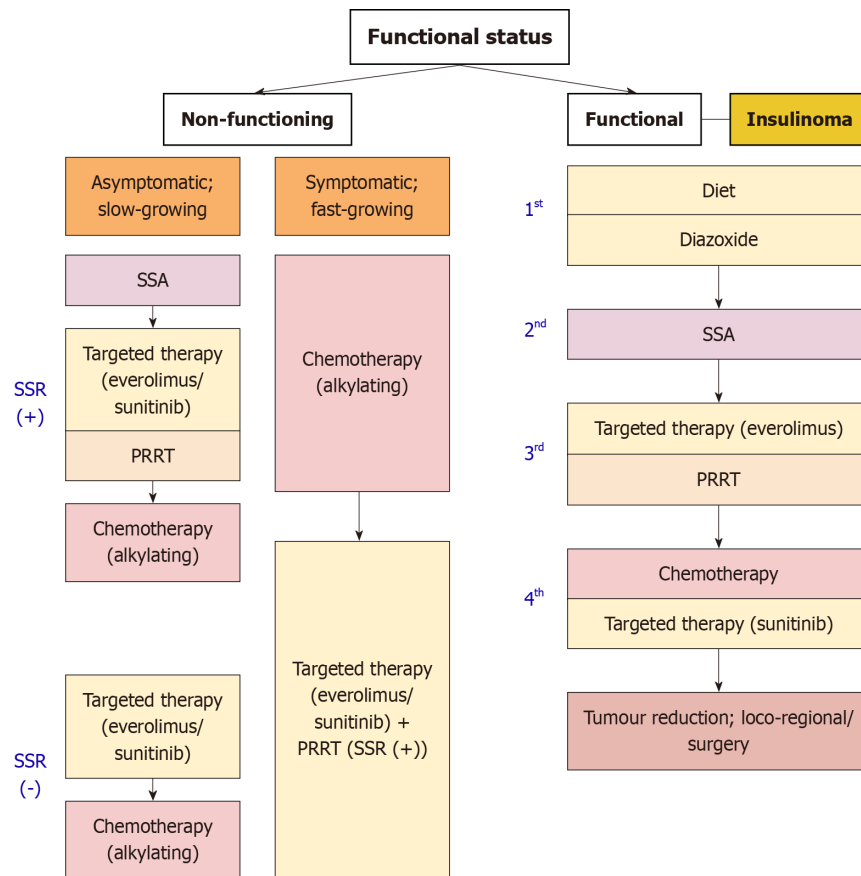 Functional status
Non-functioning
Functional
Insulinoma
Asymptomatic;
slow-growing
Symptomatic;
fast-growing
SSR
(+)
SSA
Targeted therapy
(everolimus/
sunitinib)
PRRT
Chemotherapy
(alkylating)
SSR
(-)
Targeted therapy
(everolimus/
sunitinib)
Chemotherapy
(alkylating)
Chemotherapy
(alkylating)
Targeted therapy
(everolimus/
sunitinib) +
PRRT (SSR (+))
1st
Diet
Diazoxide
2nd
SSA
3rd
Targeted therapy (everolimus)
PRRT
4th
Chemotherapy
Targeted therapy (sunitinib)
Tumour reduction; loco-regional/
surgery